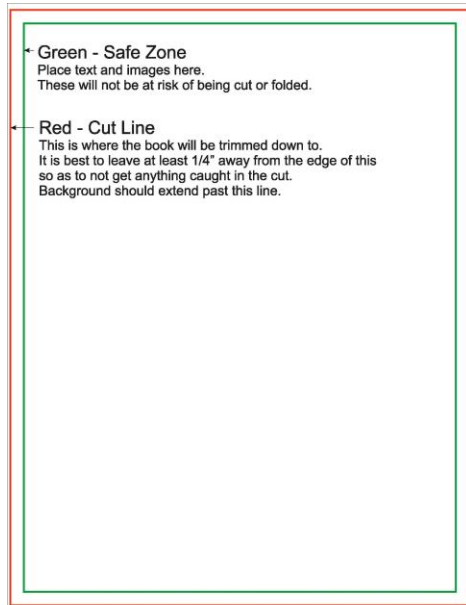 Green - Safe Zone
Place text and images here.
These will not be at risk of being cut or folded.
Red - Cut Line
This is where the book will be trimmed down to.
It is best to leave at least 1/4" away from the edge of this
so as to not get anything caught in the cut.
Background should extend past this line.